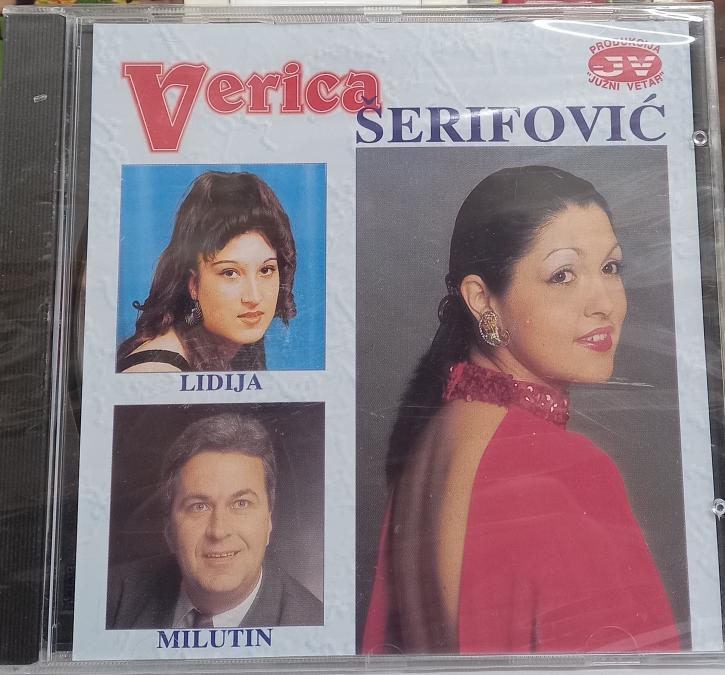 Verica
ŠERIFOVIĆ
PRODUKCIJA
JV
"JUŽNI VETAR"
LIDIJA
MILUTIN